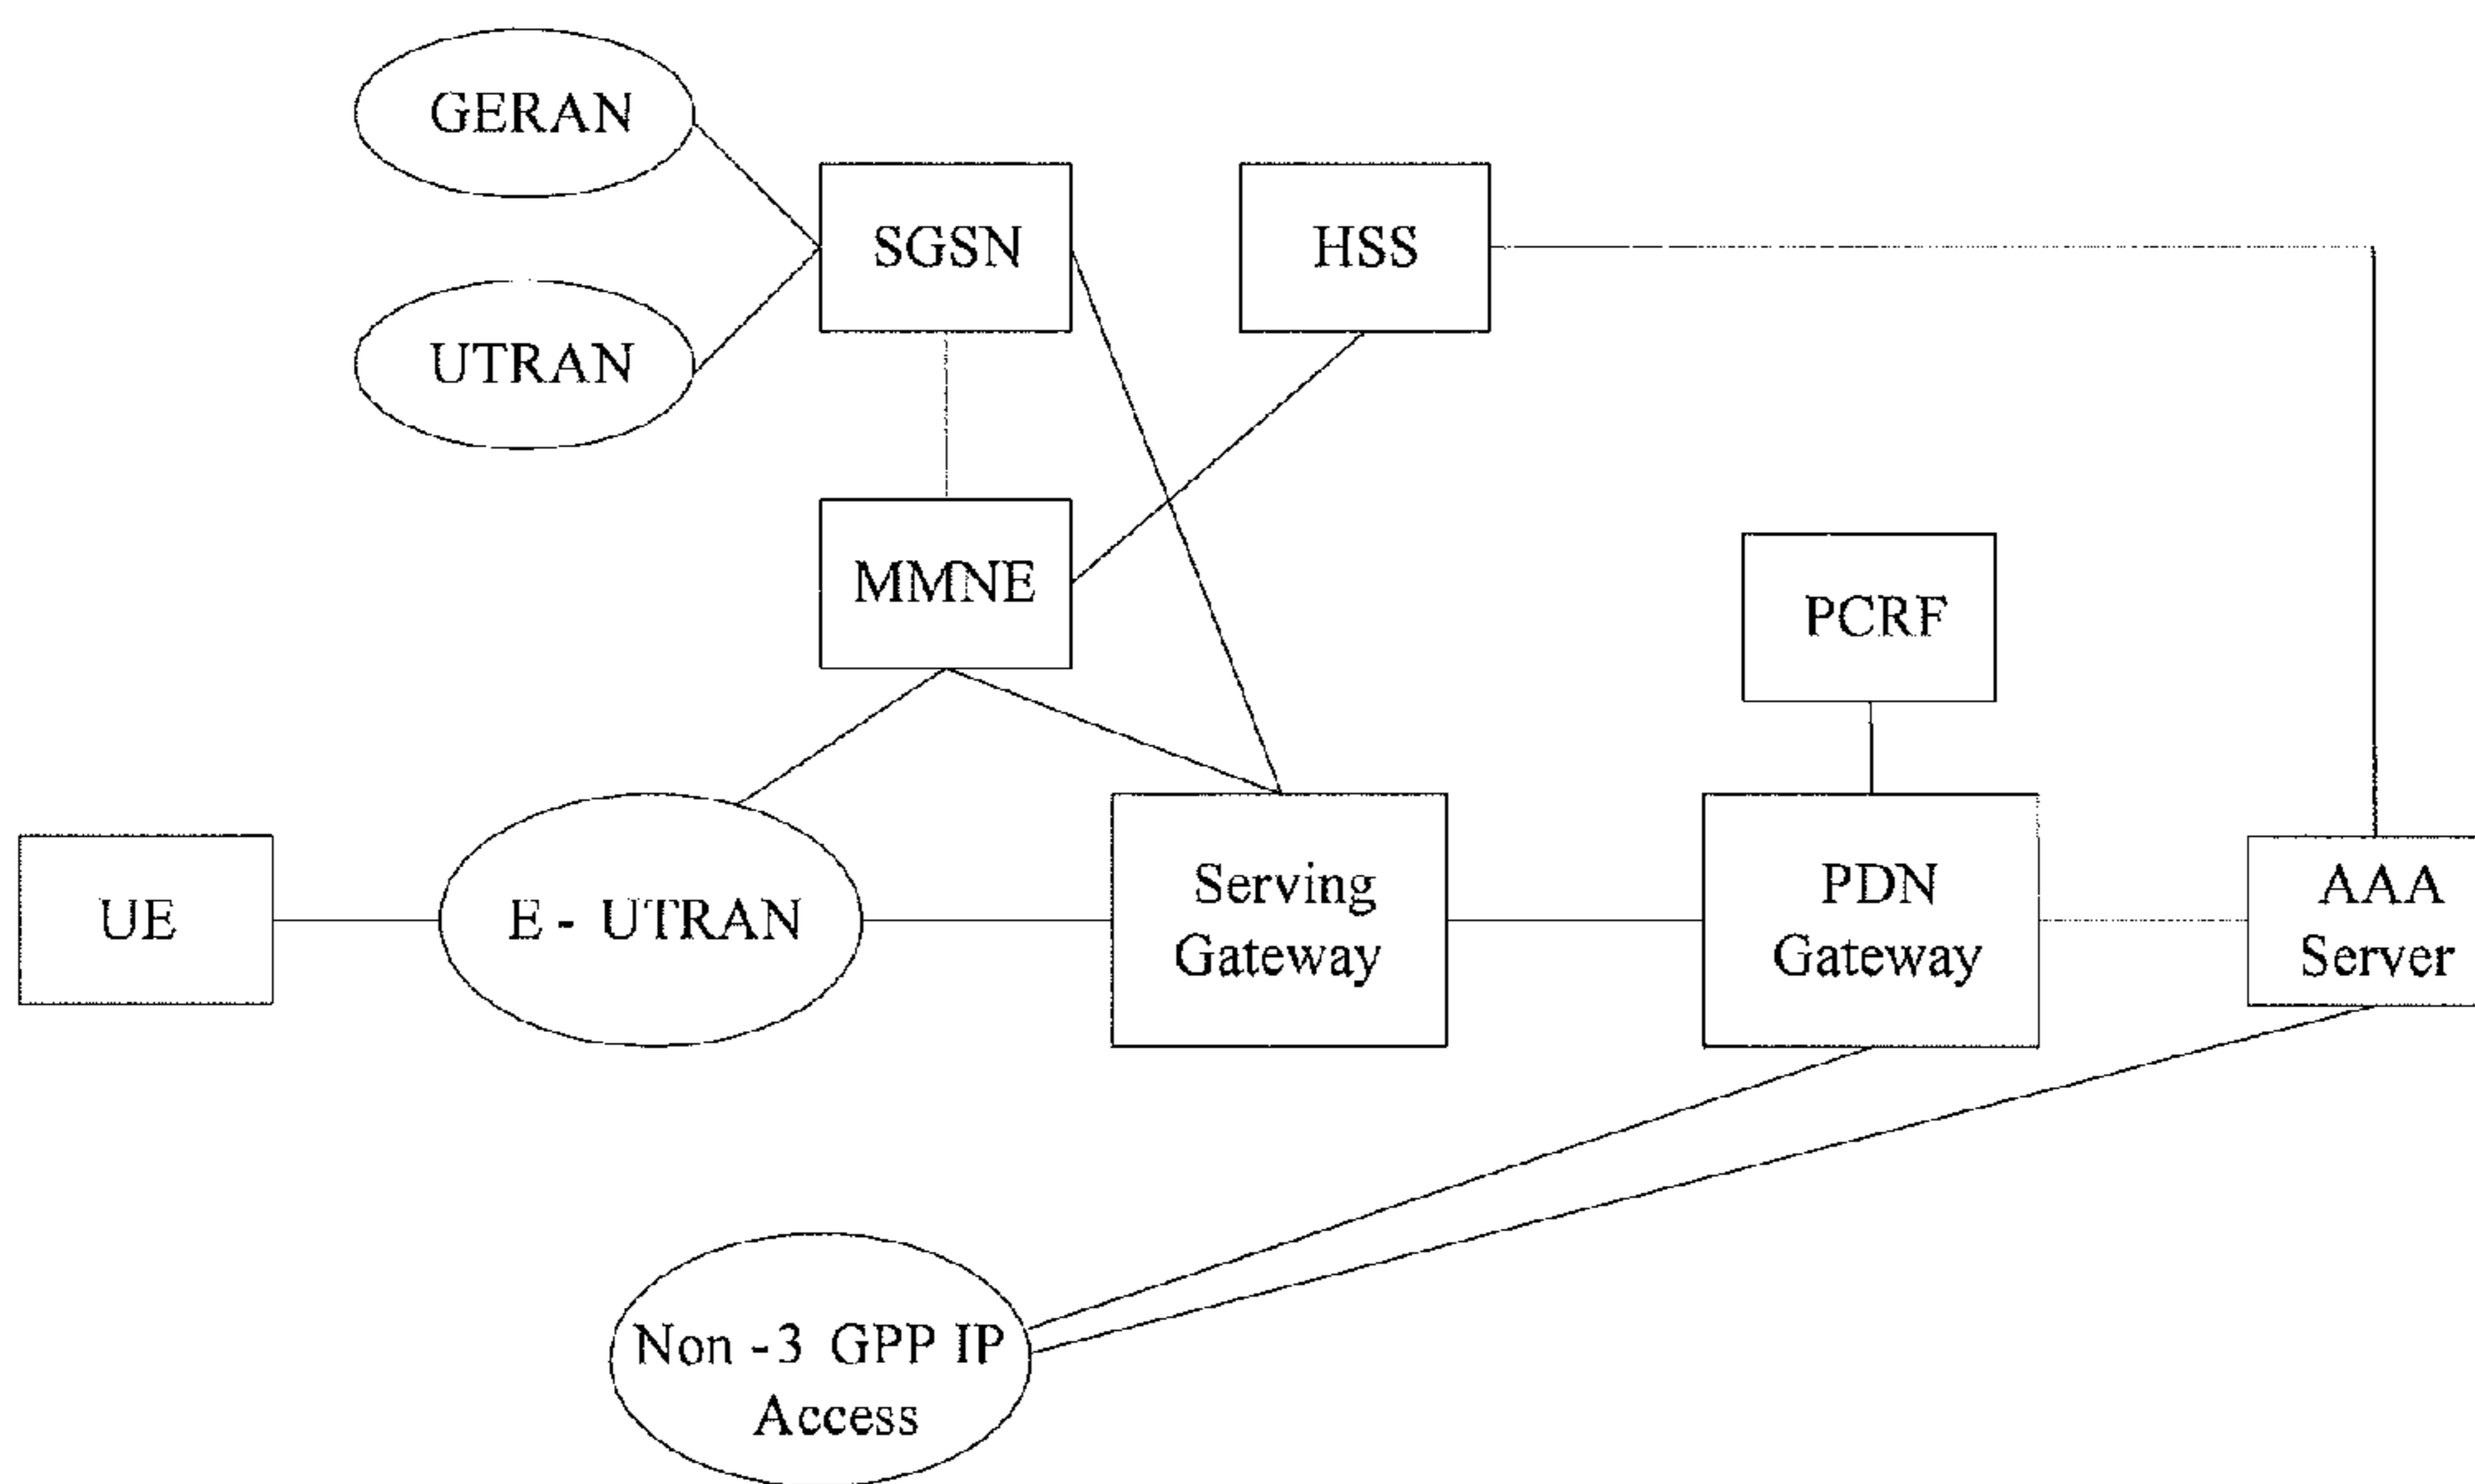 GERAN
SGSN
HSS
UTRAN
MMNE
PCRF
UE
E - UTRAN
Serving
Gateway
PDN
Gateway
AAA
Server
Non -3 GPP IP
Access